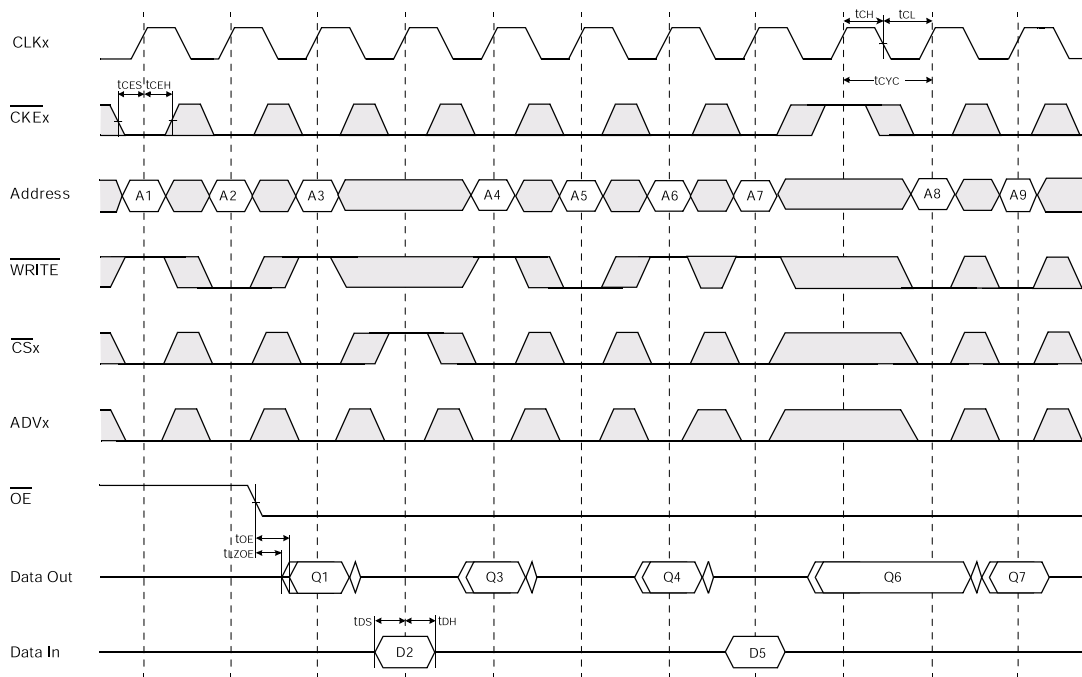 CLKx
tCH tCL
tCYC
tCES tCEH
CKEx
Address A1 A2 A3 A4 A5 A6 A7 A8 A9
WRITE
CSx
ADVx
OE
tOE
tLZOE
Data Out Q1 Q3 Q4 Q6 Q7
tDS tDH
Data In D2 D5